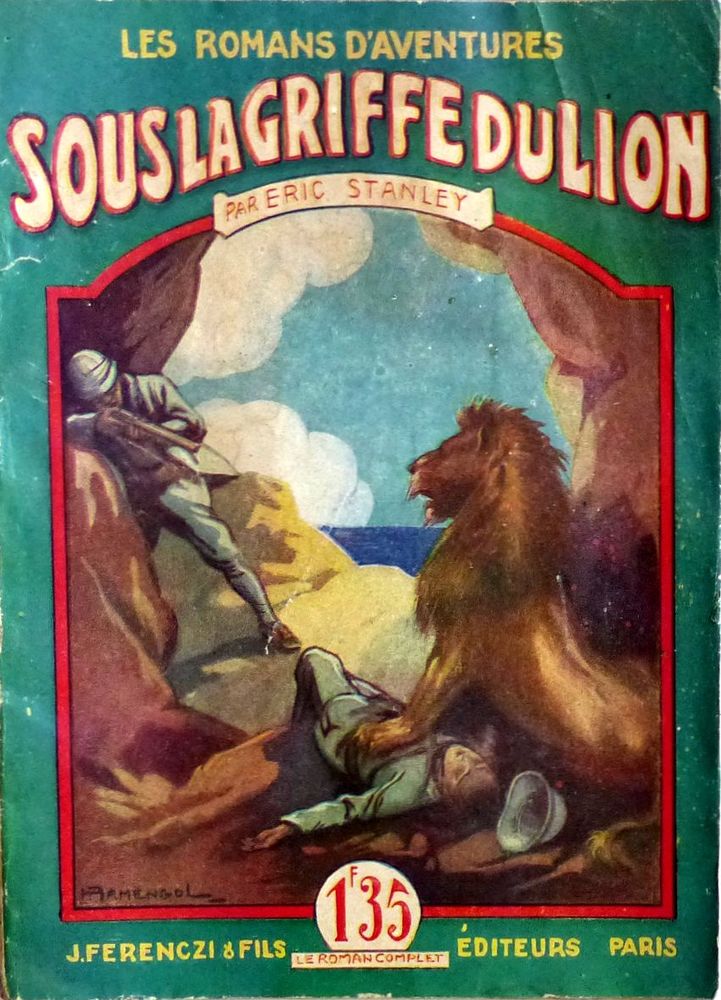 LES ROMANS D'AVENTURES
SOUS LA GRIFFE DU LION
PAR ERIC STANLEY
ARMENGOL
1F35
J. FERENCZI & FILS
LE ROMAN COMPLET
ÉDITEURS PARIS